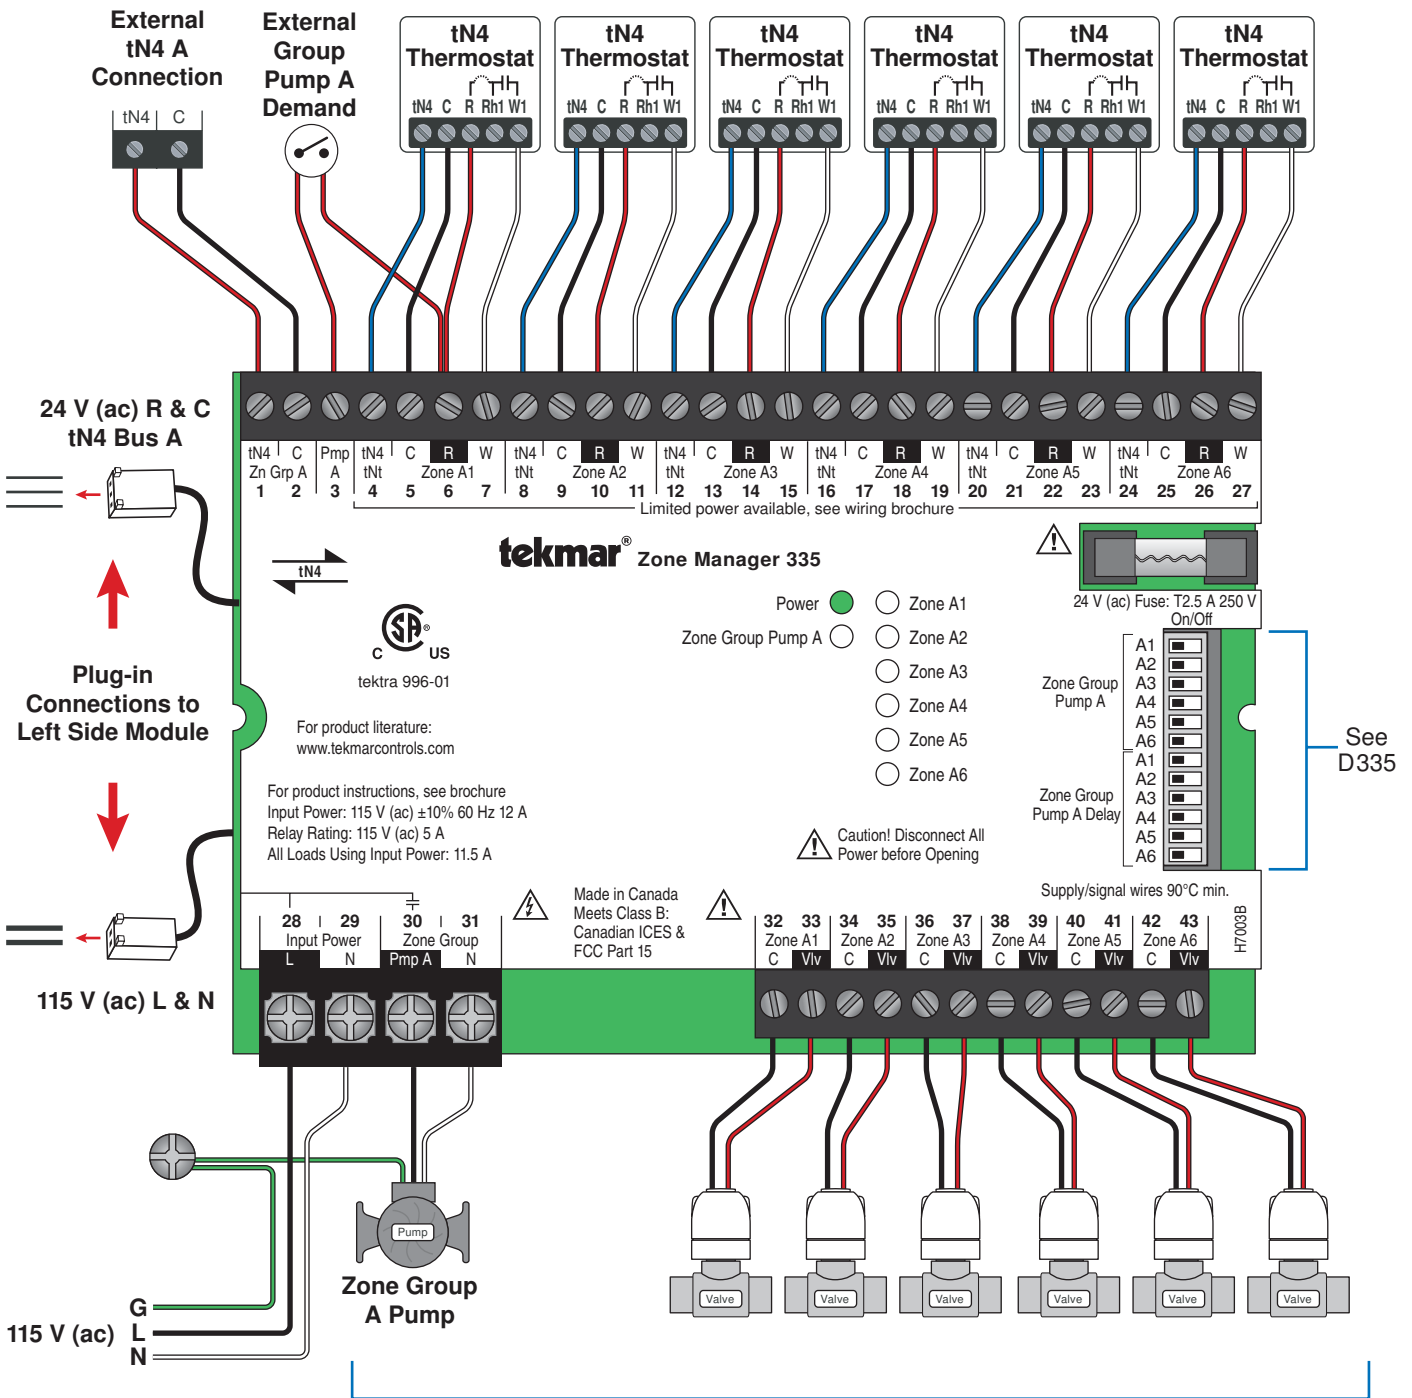 External
tN4 A
Connection
External
Group
Pump A
Demand
tN4
Thermostat
tN4
Thermostat
tN4
Thermostat
tN4
Thermostat
tN4
Thermostat
tN4
Thermostat
tN4 C
tN4 C R Rh1 W1
tN4 C R Rh1 W1
tN4 C R Rh1 W1
tN4 C R Rh1 W1
tN4 C R Rh1 W1
tN4 C R Rh1 W1
24 V (ac) R & C
tN4 Bus A
tN4 C Pmp tN4 C R W tN4 C R W tN4 C R W tN4 C R W tN4 C R W tN4 C R W
Zn Grp A A tNt Zone A1 tNt Zone A2 tNt Zone A3 tNt Zone A4 tNt Zone A5 tNt Zone A6
1 2 3 4 5 6 7 8 9 10 11 12 13 14 15 16 17 18 19 20 21 22 23 24 25 26 27
Limited power available, see wiring brochure
tN4
tekmar® Zone Manager 335
24 V (ac) Fuse: T2.5 A 250 V
On/Off
Power
Zone Group Pump A
Zone A1
Zone A2
Zone A3
Zone A4
Zone A5
Zone A6
SA ®
C US
tektra 996-01
Plug-in
Connections to
Left Side Module
For product literature:
www.tekmarcontrols.com
For product instructions, see brochure
Input Power: 115 V (ac) ±10% 60 Hz 12 A
Relay Rating: 115 V (ac) 5 A
All Loads Using Input Power: 11.5 A
Zone Group
Pump A
A1
A2
A3
A4
A5
A6
Zone Group
Pump A Delay
A1
A2
A3
A4
A5
A6
See
D335
Caution! Disconnect All
Power before Opening
Supply/signal wires 90°C min.
H7003B
Made in Canada
Meets Class B:
Canadian ICES &
FCC Part 15
28 29 30 31
Input Power Zone Group
L N Pmp A N
32 33 34 35 36 37 38 39 40 41 42 43
Zone A1 Zone A2 Zone A3 Zone A4 Zone A5 Zone A6
C Vlv C Vlv C Vlv C Vlv C Vlv C Vlv
115 V (ac) L & N
Pump
Zone Group
A Pump
Valve Valve Valve Valve Valve Valve
G
115 V (ac) L
N